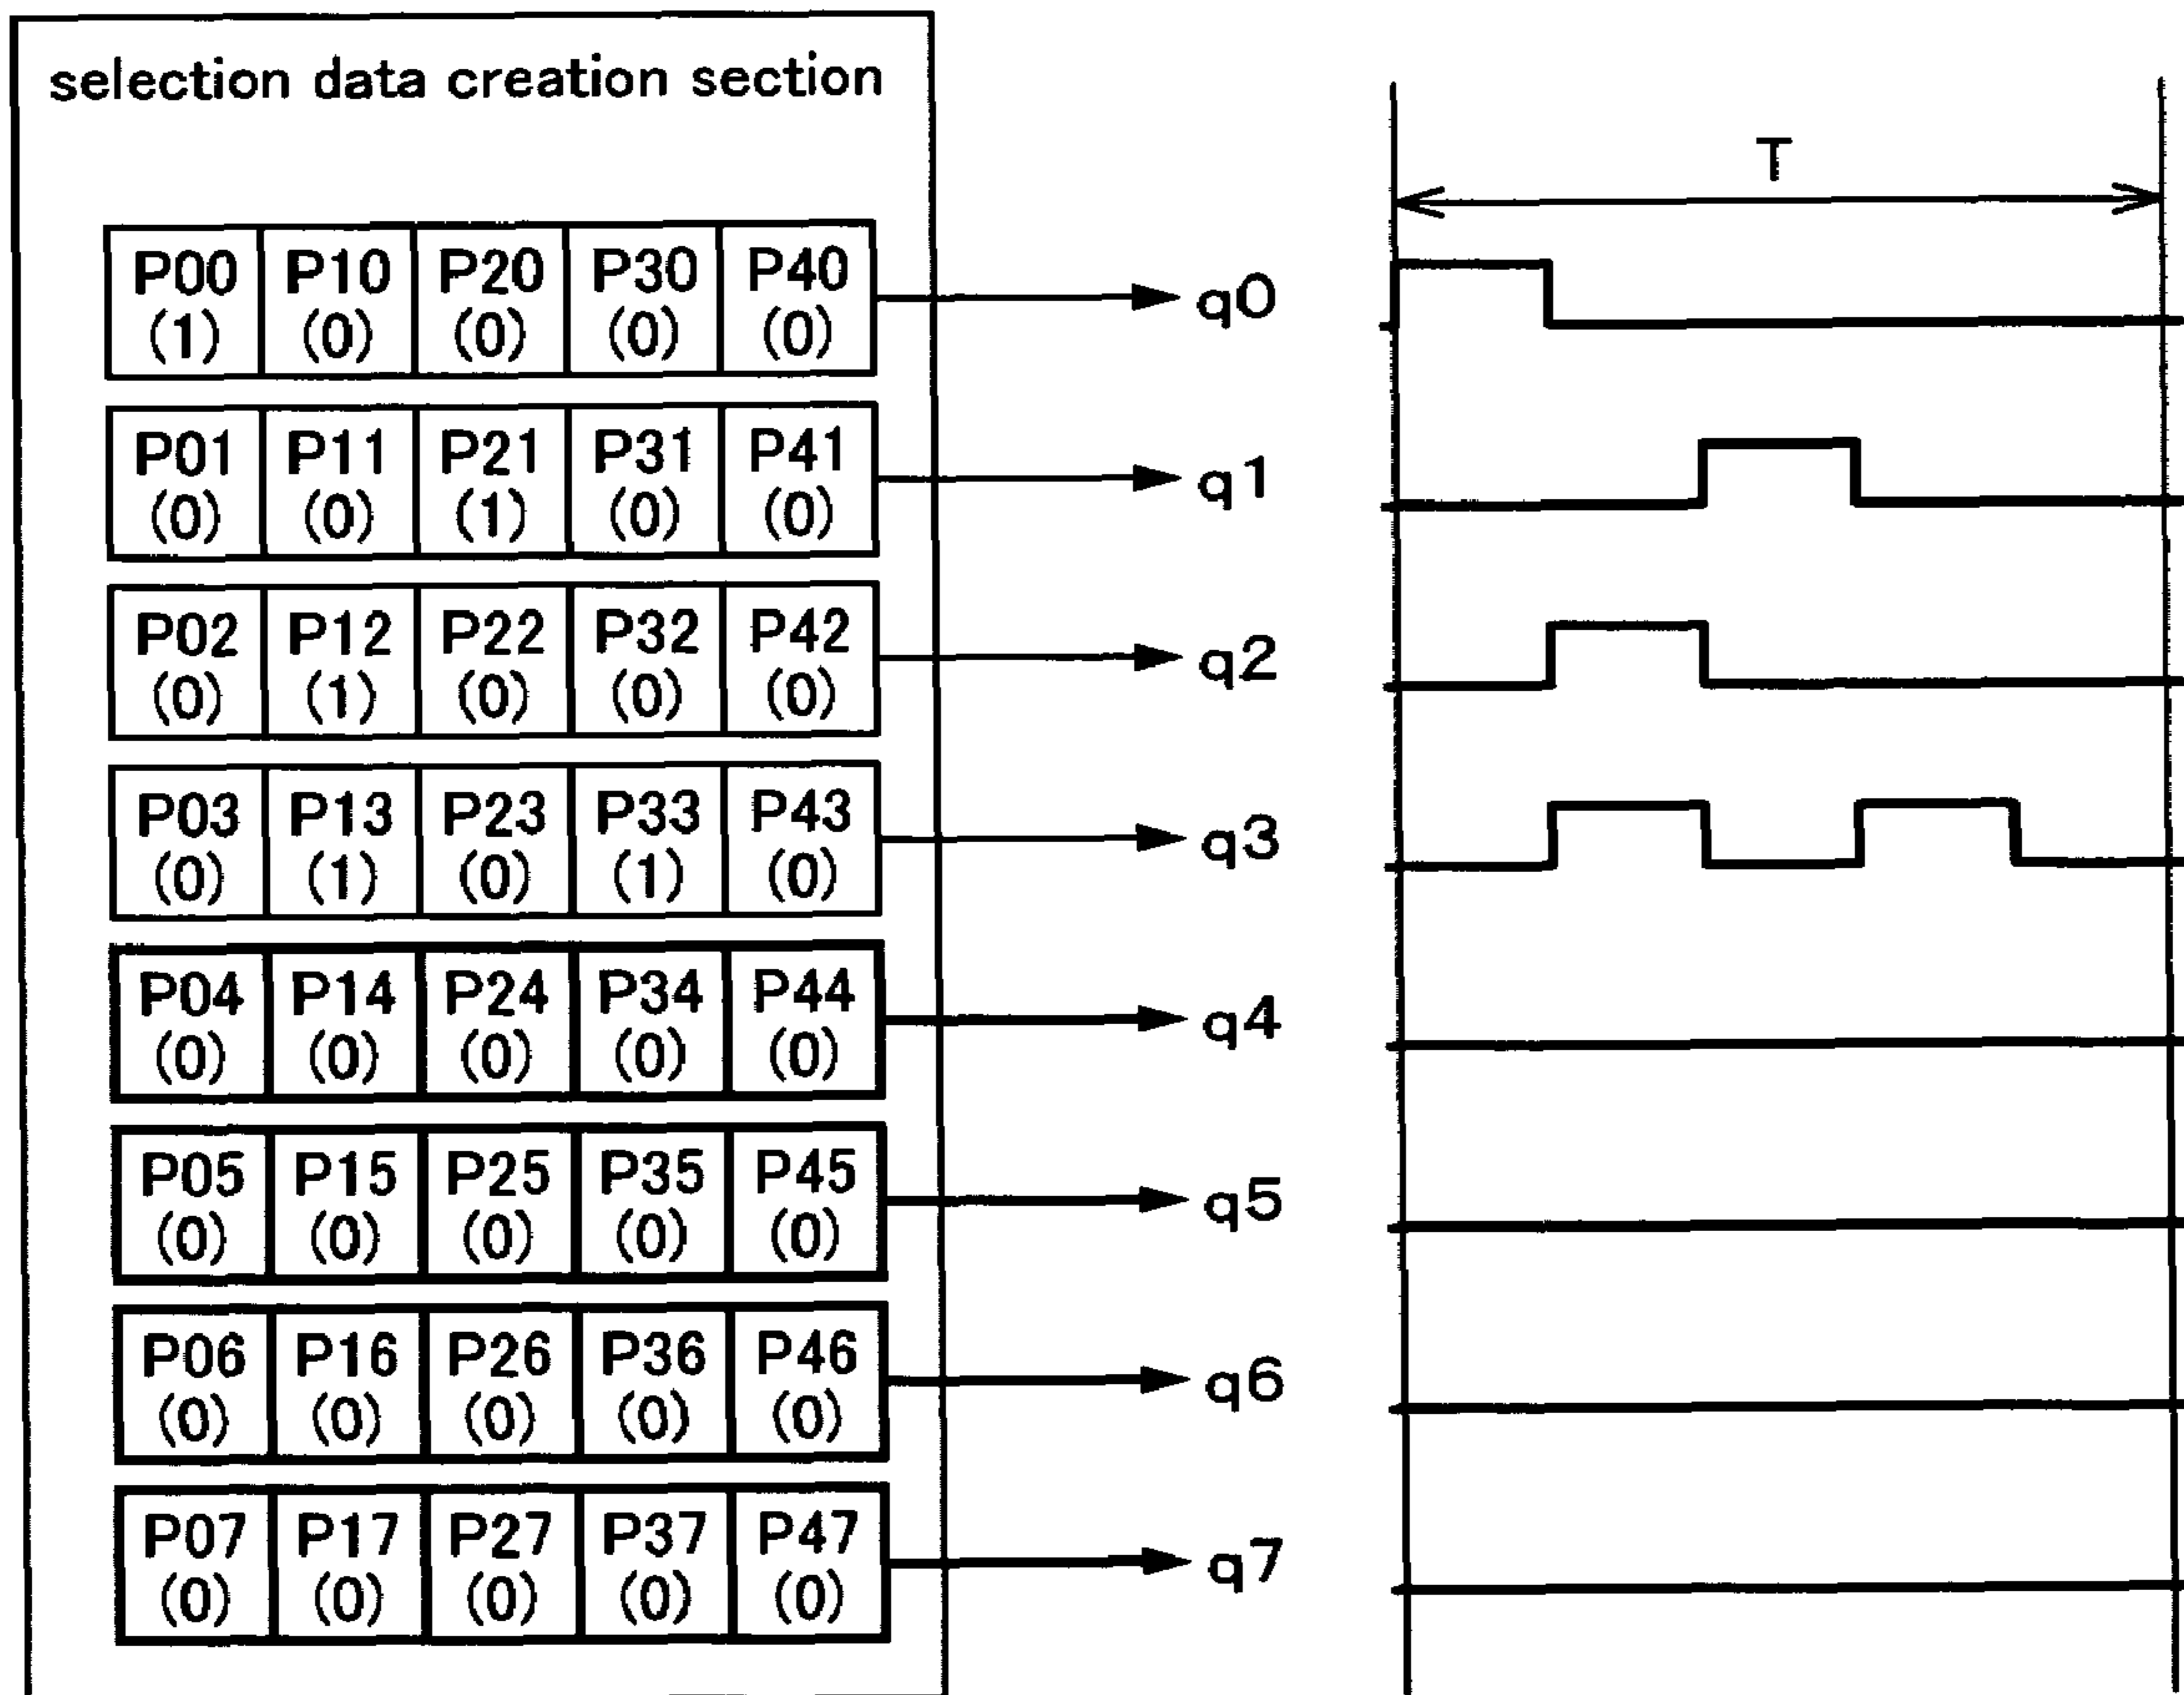 selection data creation section
T
P00 P10 P20 P30 P40
(1) (0) (0) (0) (0)
q0
P01 P11 P21 P31 P41
(0) (0) (1) (0) (0)
q1
P02 P12 P22 P32 P42
(0) (1) (0) (0) (0)
q2
P03 P13 P23 P33 P43
(0) (1) (0) (1) (0)
q3
P04 P14 P24 P34 P44
(0) (0) (0) (0) (0)
q4
P05 P15 P25 P35 P45
(0) (0) (0) (0) (0)
q5
P06 P16 P26 P36 P46
(0) (0) (0) (0) (0)
q6
P07 P17 P27 P37 P47
(0) (0) (0) (0) (0)
q7